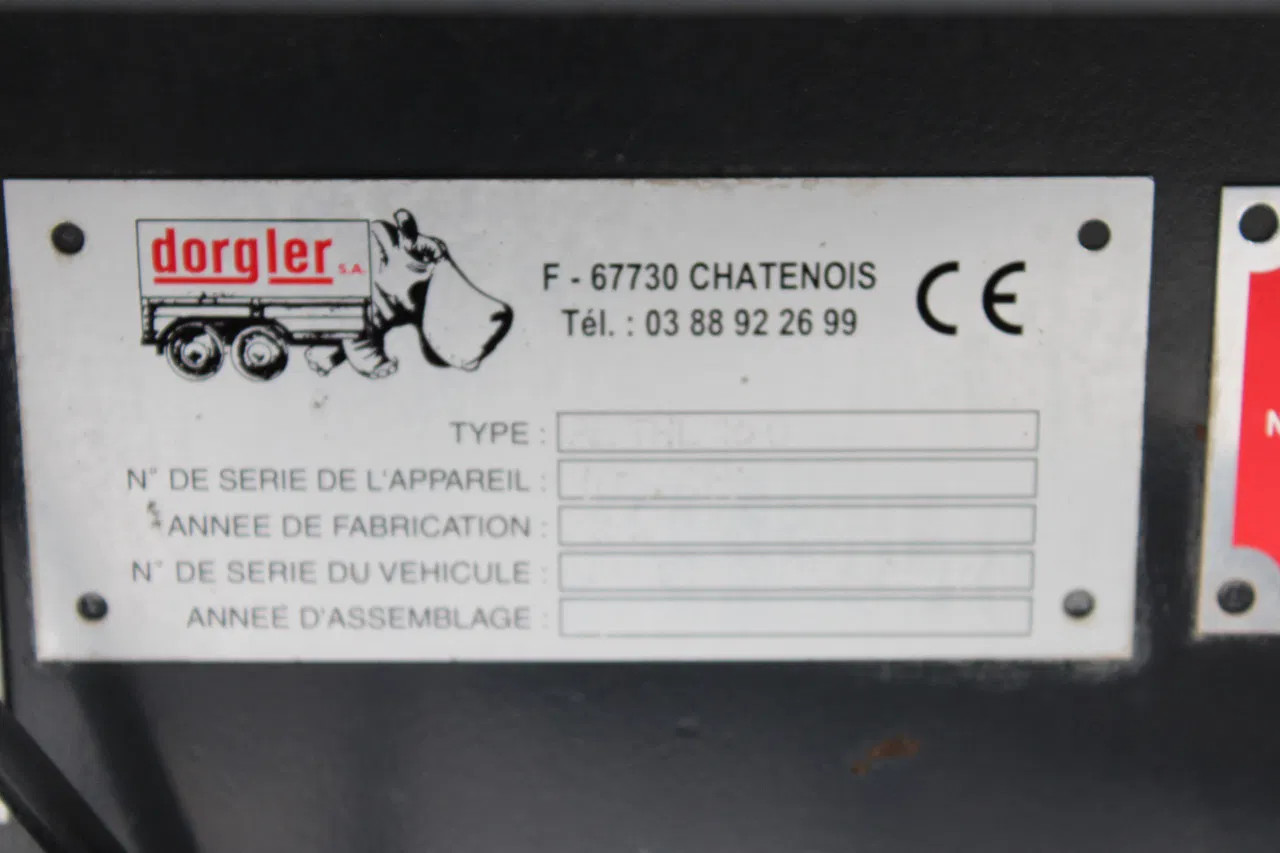 dorgler S.A.
F - 67730 CHATENOIS
Tél. : 03 88 92 26 99
CE
TYPE :
N° DE SERIE DE L'APPAREIL :
ANNEE DE FABRICATION :
N° DE SERIE DU VEHICULE :
ANNEE D'ASSEMBLAGE :